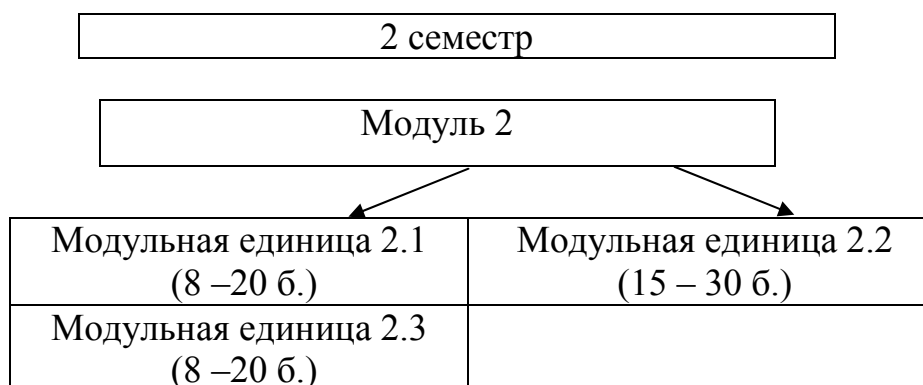 2 семестр
Модуль 2
Модульная единица 2.1
(8 –20 б.)
Модульная единица 2.2
(15 – 30 б.)
Модульная единица 2.3
(8 –20 б.)